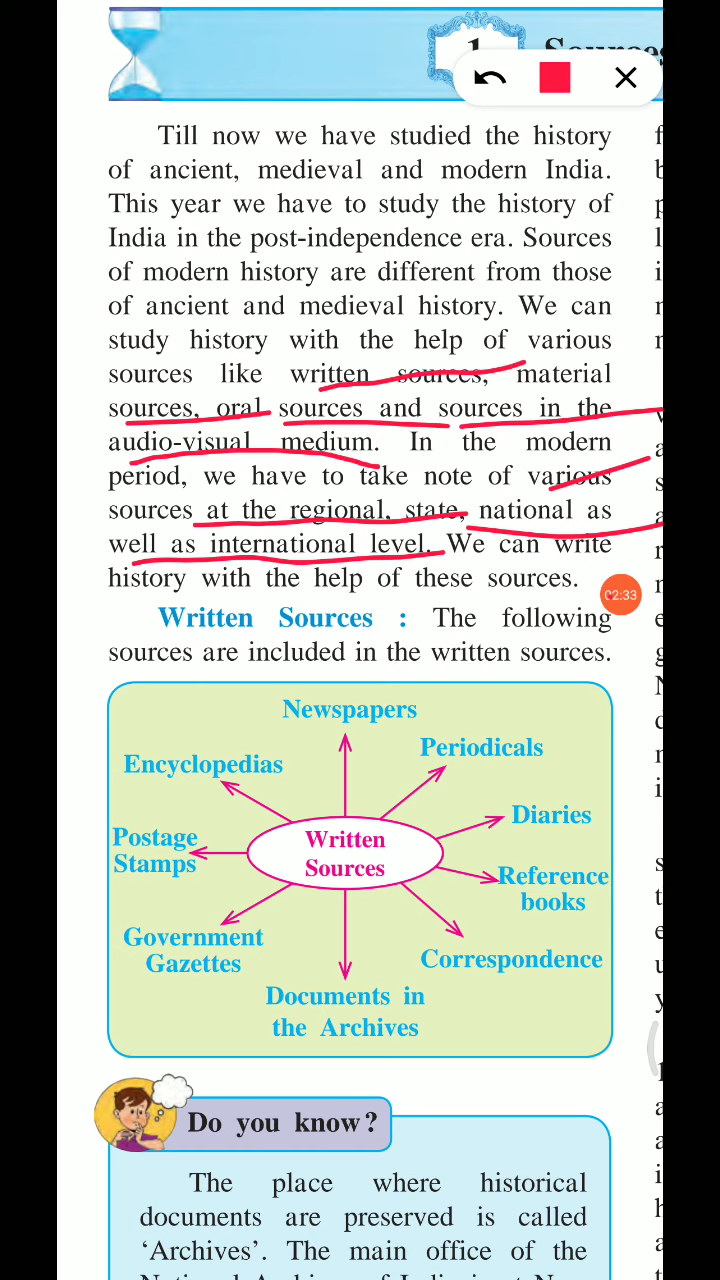 1 Sources
Till now we have studied the history
of ancient, medieval and modern India.
This year we have to study the history of
India in the post-independence era. Sources
of modern history are different from those
of ancient and medieval history. We can
study history with the help of various
sources like written sources, material
sources, oral sources and sources in the
audio-visual medium. In the modern
period, we have to take note of various
sources at the regional, state, national as
well as international level. We can write
history with the help of these sources.
02:33
Written Sources : The following
sources are included in the written sources.
Newspapers
Periodicals
Encyclopedias
Diaries
Postage
Stamps
Written
Sources
Reference
books
Government
Gazettes
Correspondence
Documents in
the Archives
Do you know?
The place where historical
documents are preserved is called
‘Archives’. The main office of the